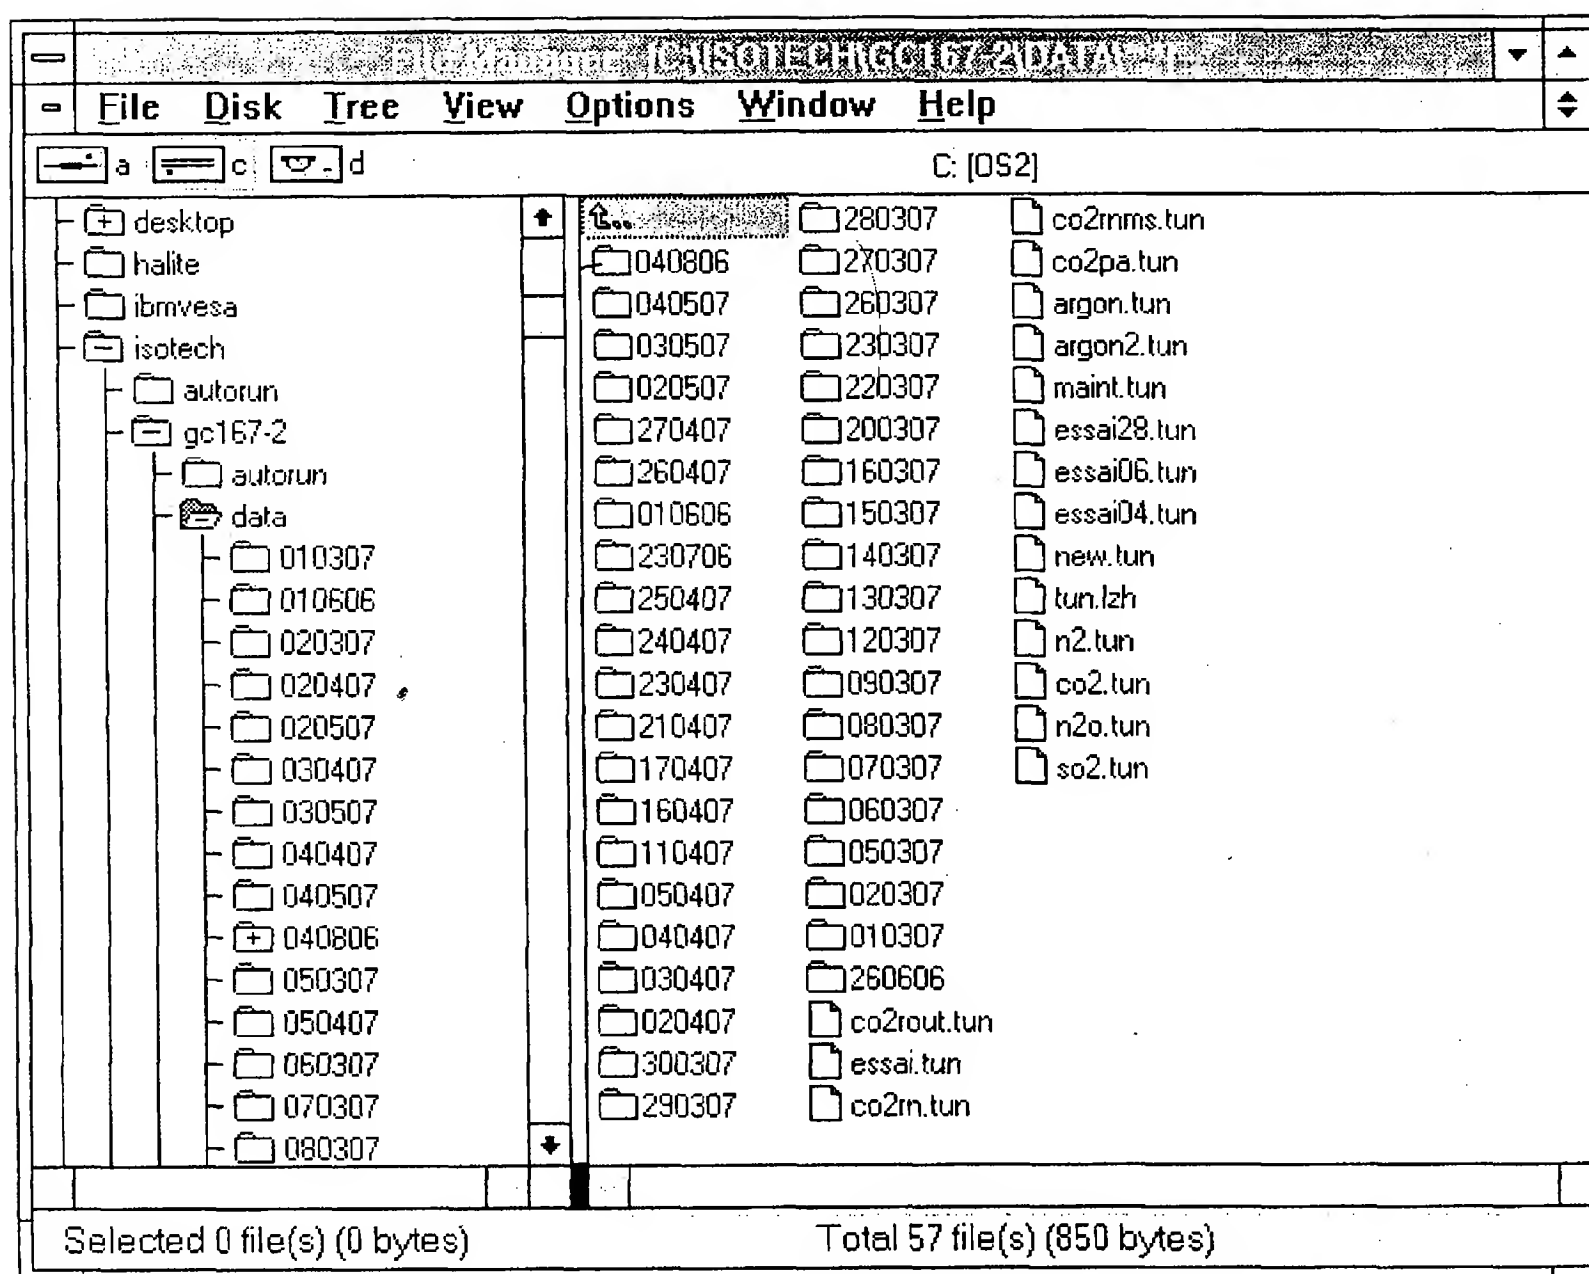 File Manager - [C:\ISOTECH\GC167-2\DATA\*.*]
File Disk Tree View Options Window Help
a c d C: [OS2]
desktop
halite
ibmvesa
isotech
autorun
gc167-2
autorun
data
010307
010606
020307
020407
020507
030407
030507
040407
040507
040806
050307
050407
060307
070307
080307
..
040806
040507
030507
020507
270407
260407
010606
230706
250407
240407
230407
210407
170407
160407
110407
050407
040407
030407
020407
300307
290307
280307
270307
260307
230307
220307
200307
160307
150307
140307
130307
120307
090307
080307
070307
060307
050307
020307
010307
260606
co2rout.tun
essai.tun
co2rn.tun
co2rnms.tun
co2pa.tun
argon.tun
argon2.tun
maint.tun
essai28.tun
essai06.tun
essai04.tun
new.tun
tun.lzh
n2.tun
co2.tun
n2o.tun
so2.tun
Selected 0 file(s) (0 bytes) Total 57 file(s) (850 bytes)